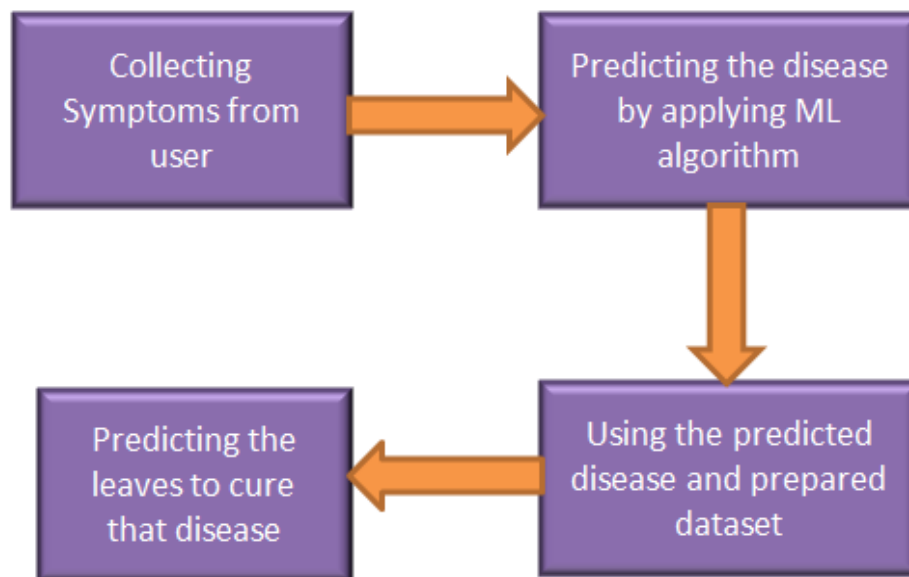 Collecting
Symptoms from
user
Predicting the disease
by applying ML
algorithm
Using the predicted
disease and prepared
dataset
Predicting the
leaves to cure
that disease